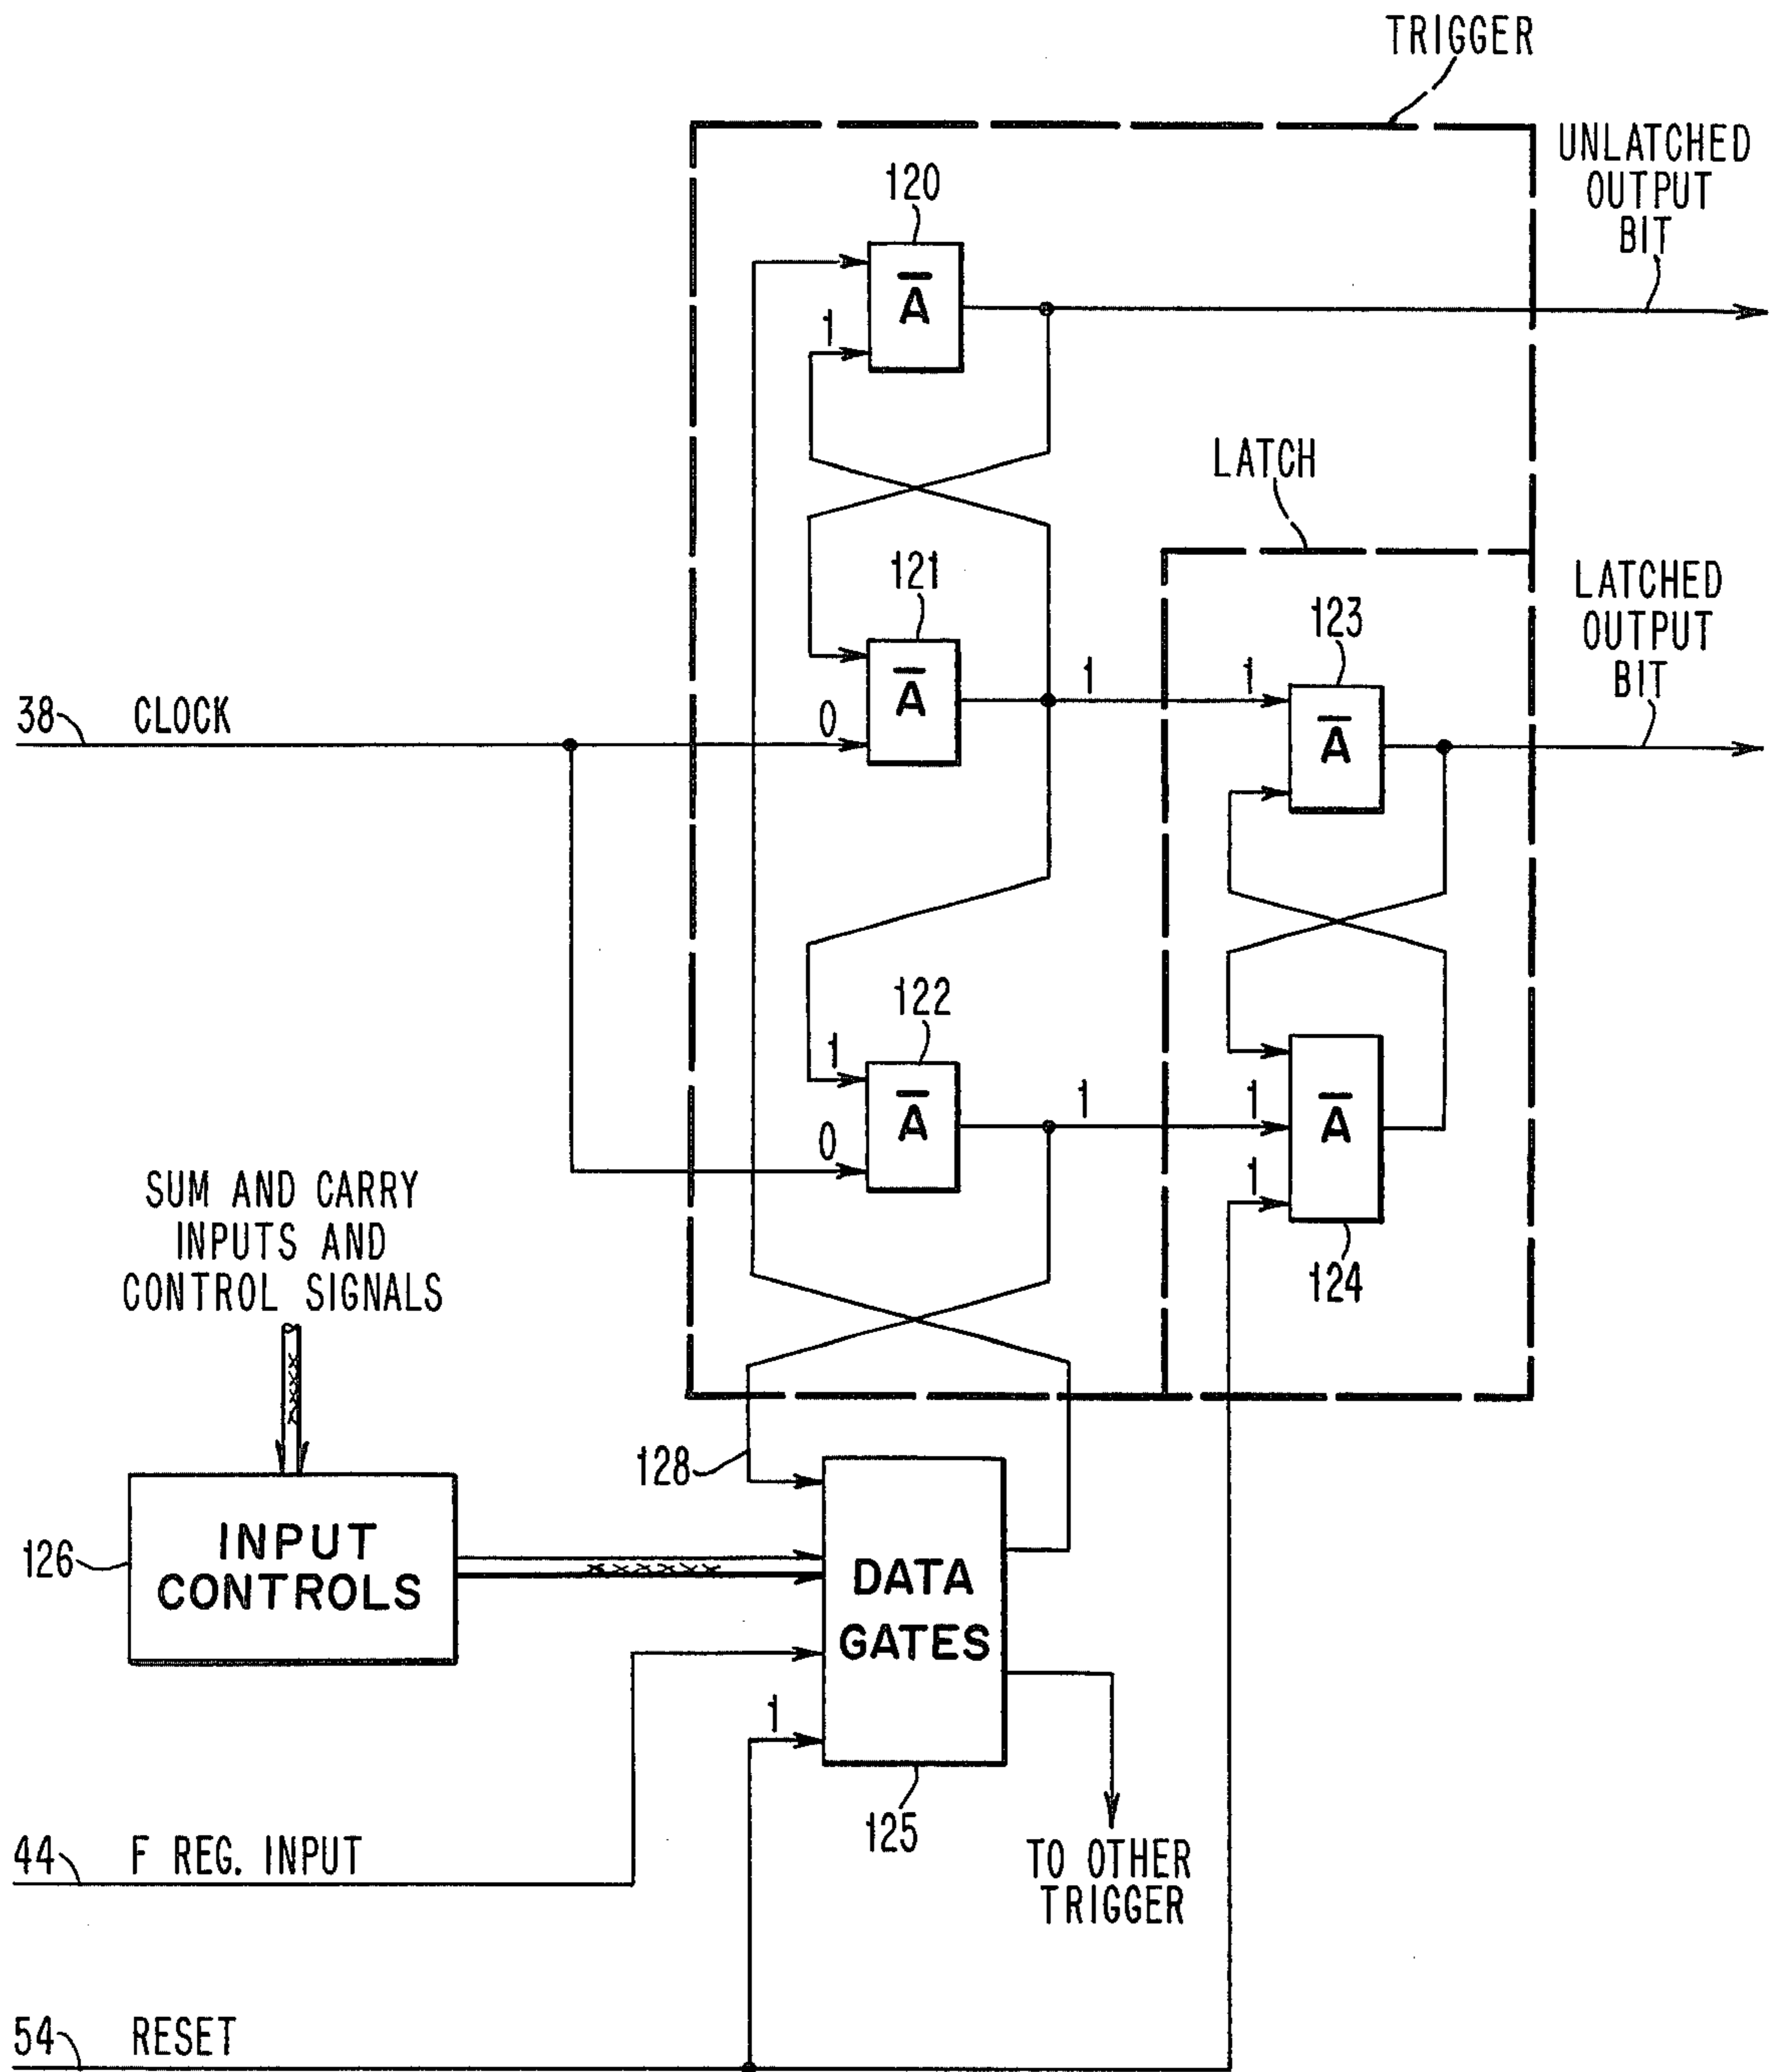 TRIGGER
UNLATCHED
OUTPUT
BIT
120
Ā
1
LATCH
121
Ā
0
1
LATCHED
OUTPUT
BIT
123
1
Ā
38 CLOCK
122
1
Ā
0
1
1
Ā
1
124
SUM AND CARRY
INPUTS AND
CONTROL SIGNALS
128
126
INPUT
CONTROLS
DATA
GATES
1
125
TO OTHER
TRIGGER
44 F REG. INPUT
54 RESET